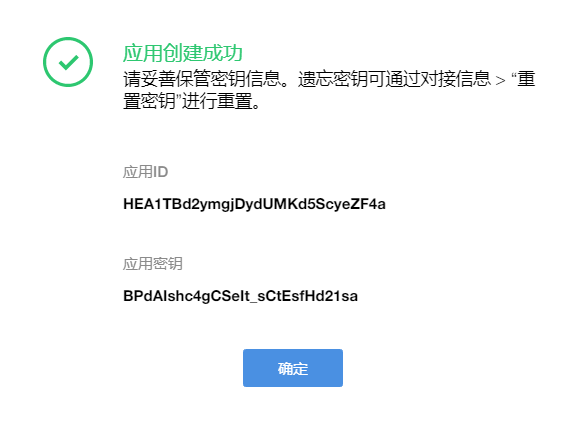 应用创建成功
请妥善保管密钥信息。遗忘密钥可通过对接信息 > “重
置密钥”进行重置。
应用ID
HEA1TBd2ymgjDydUMKd5ScyeZF4a
应用密钥
BPdAIshc4gCSeIt_sCtEsfHd21sa
确定